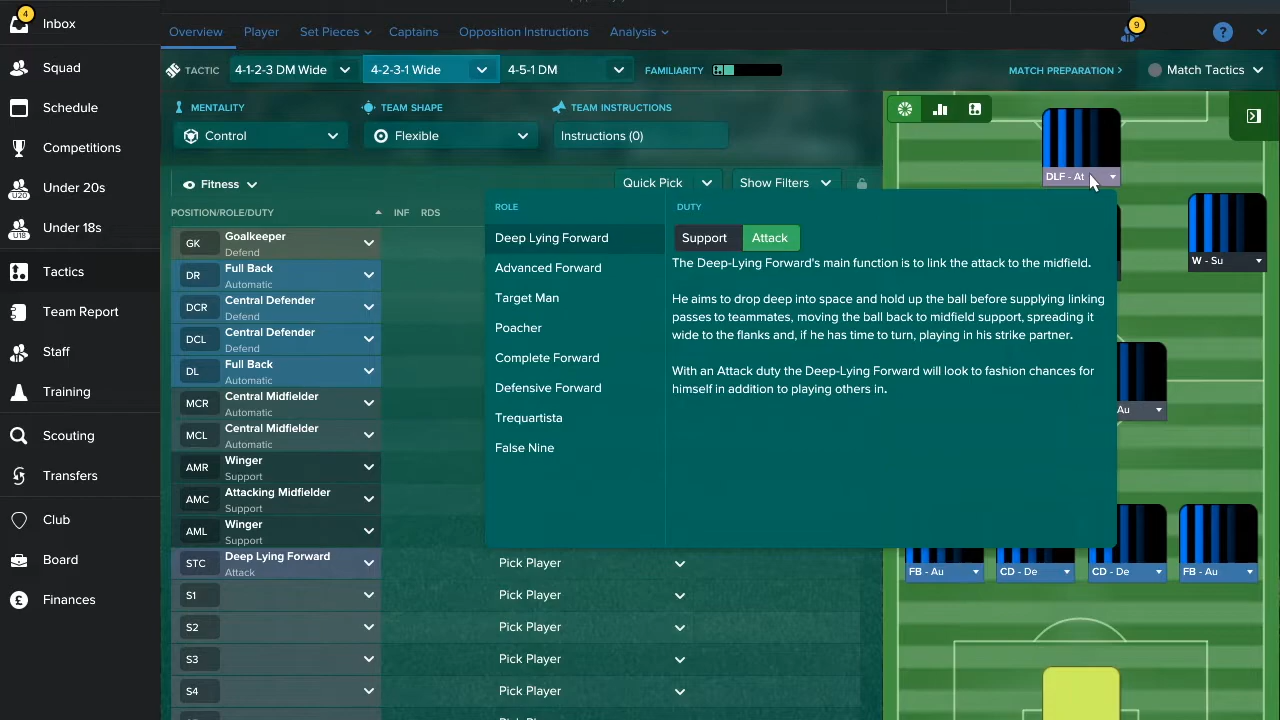 4
Inbox
Squad
Schedule
Competitions
Under 20s
U18
Under 18s
Tactics
Team Report
Staff
Training
Scouting
Transfers
Club
Board
Finances
Overview Player Set Pieces Captains Opposition Instructions Analysis
9
?
TACTIC 4-1-2-3 DM Wide 4-2-3-1 Wide 4-5-1 DM FAMILIARITY MATCH PREPARATION > Match Tactics
MENTALITY TEAM SHAPE TEAM INSTRUCTIONS
Control Flexible Instructions (0)
Fitness Quick Pick Show Filters
POSITION/ROLE/DUTY INF RDS
GK Goalkeeper
Defend
DR Full Back
Automatic
DCR Central Defender
Defend
DCL Central Defender
Defend
DL Full Back
Automatic
MCR Central Midfielder
Automatic
MCL Central Midfielder
Automatic
AMR Winger
Support
AMC Attacking Midfielder
Support
AML Winger
Support
STC Deep Lying Forward
Attack
Pick Player
S1 Pick Player
S2 Pick Player
S3 Pick Player
S4 Pick Player
ROLE
Deep Lying Forward
Advanced Forward
Target Man
Poacher
Complete Forward
Defensive Forward
Trequartista
False Nine
DUTY
Support Attack
The Deep-Lying Forward's main function is to link the attack to the midfield.
He aims to drop deep into space and hold up the ball before supplying linking
passes to teammates, moving the ball back to midfield support, spreading it
wide to the flanks and, if he has time to turn, playing in his strike partner.
With an Attack duty the Deep-Lying Forward will look to fashion chances for
himself in addition to playing others in.
DLF - At
W - Su
Au
FB - Au CD - De CD - De FB - Au